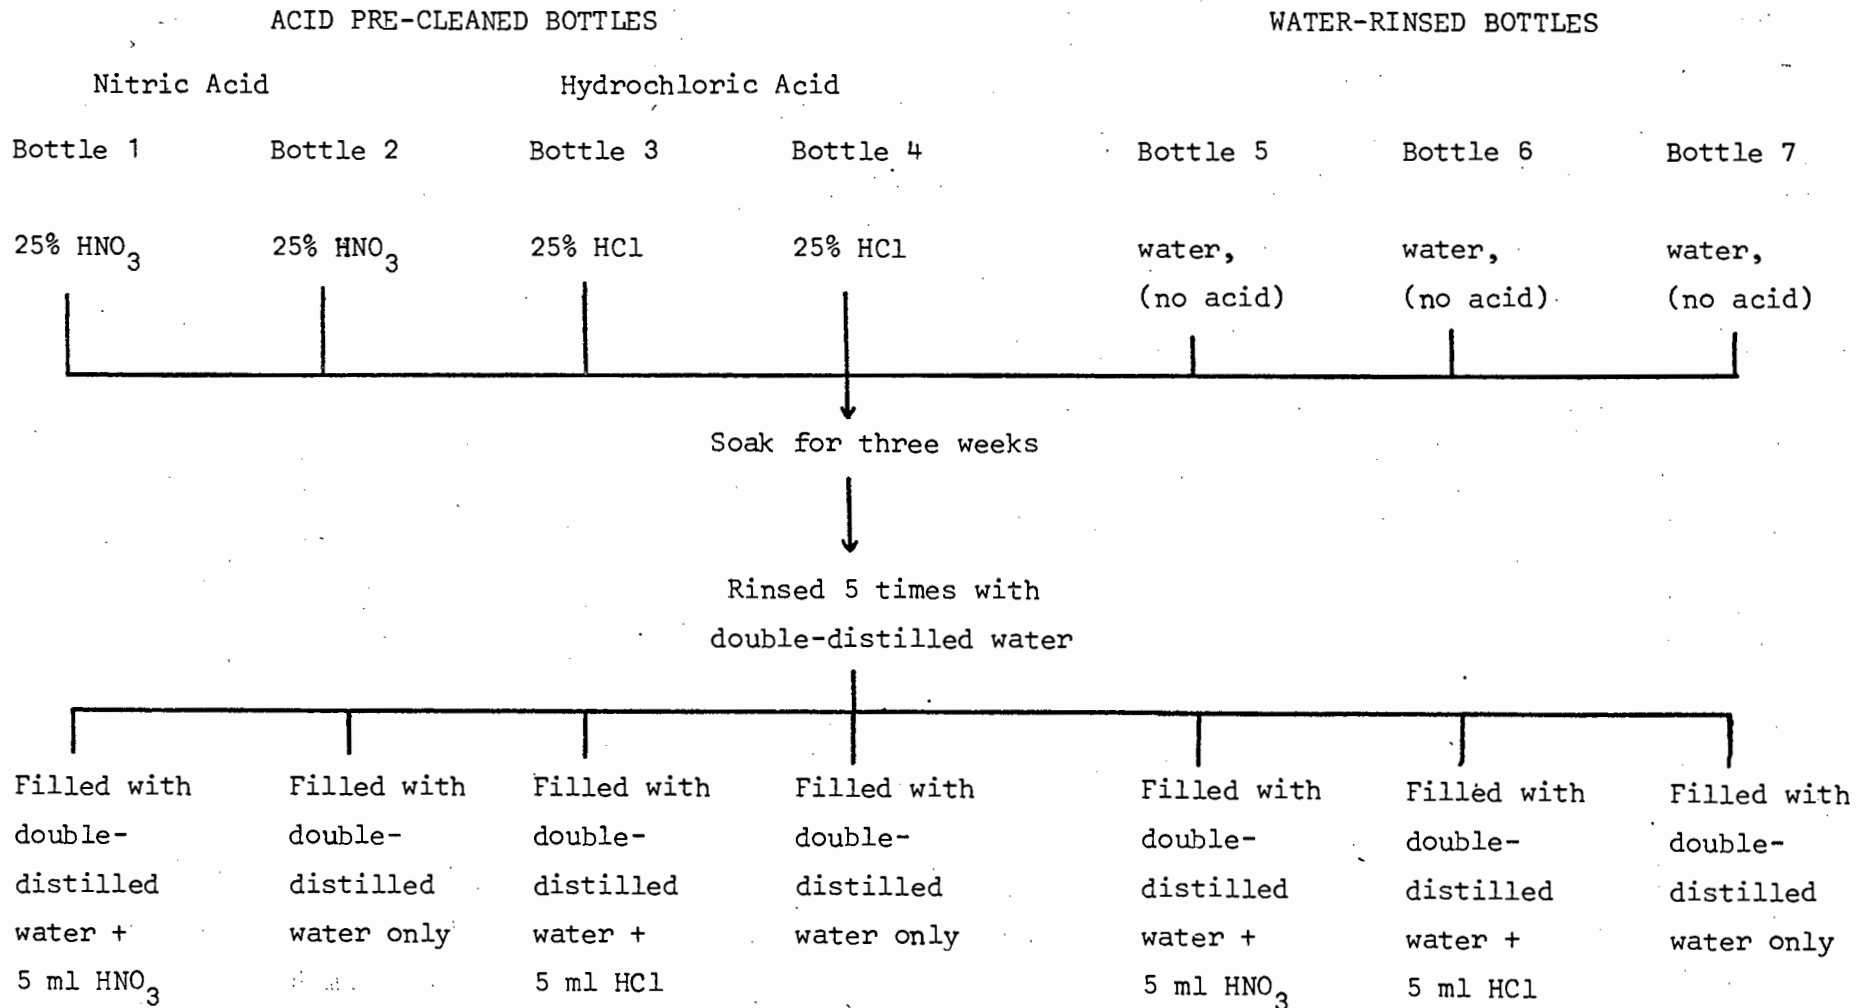 ACID PRE-CLEANED BOTTLES WATER-RINSED BOTTLES
Nitric Acid Hydrochloric Acid
Bottle 1 Bottle 2 Bottle 3 Bottle 4 Bottle 5 Bottle 6 Bottle 7
25% HNO3 25% HNO3 25% HCl 25% HCl water, water, water,
(no acid) (no acid) (no acid)
Soak for three weeks
Rinsed 5 times with
double-distilled water
Filled with Filled with Filled with Filled with Filled with Filled with Filled with
double- double- double- double- double- double- double-
distilled distilled distilled distilled distilled distilled distilled
water + water only water + water only water + water + water only
5 ml HNO3 5 ml HCl 5 ml HNO3 5 ml HCl